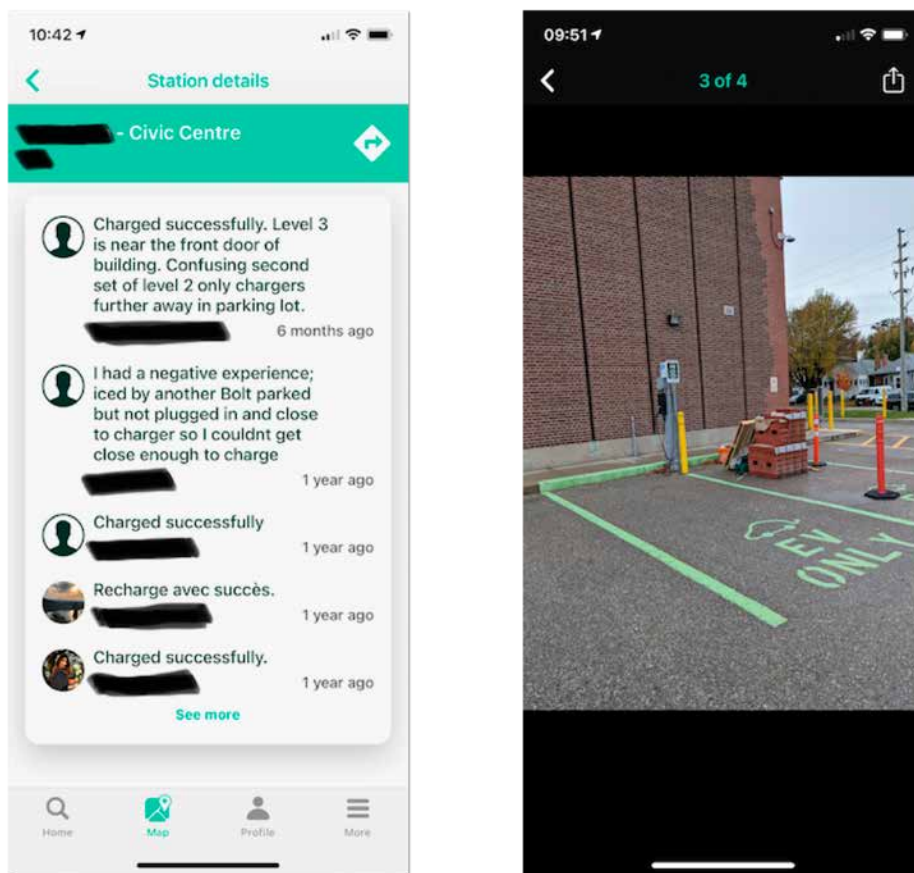 10:42
Station details
- Civic Centre
Charged successfully. Level 3
is near the front door of
building. Confusing second
set of level 2 only chargers
further away in parking lot.
6 months ago
I had a negative experience;
iced by another Bolt parked
but not plugged in and close
to charger so I couldnt get
close enough to charge
1 year ago
Charged successfully
1 year ago
Recharge avec succès.
1 year ago
Charged successfully.
1 year ago
See more
Home
Map
Profile
More
09:51
3 of 4
EV
ONLY